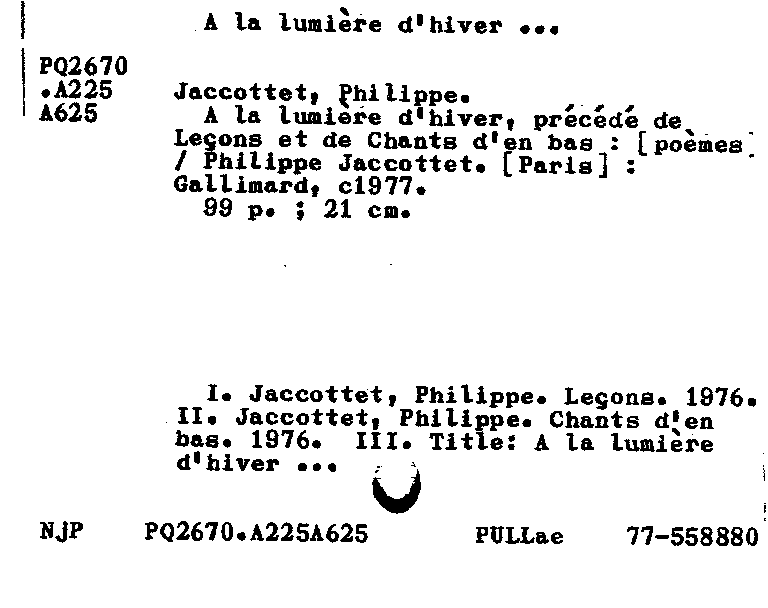 A la lumière d'hiver ...
PQ2670
.A225 Jaccottet, Philippe.
A625 A la lumière d'hiver, précédé de
Leçons et de Chants d'en bas : [poèmes]
/ Philippe Jaccottet. [Paris] :
Gallimard, c1977.
99 p. ; 21 cm.
I. Jaccottet, Philippe. Leçons. 1976.
II. Jaccottet, Philippe. Chants d'en
bas. 1976. III. Title: A la lumière
d'hiver ...
NjP PQ2670.A225A625 PULLae 77-558880